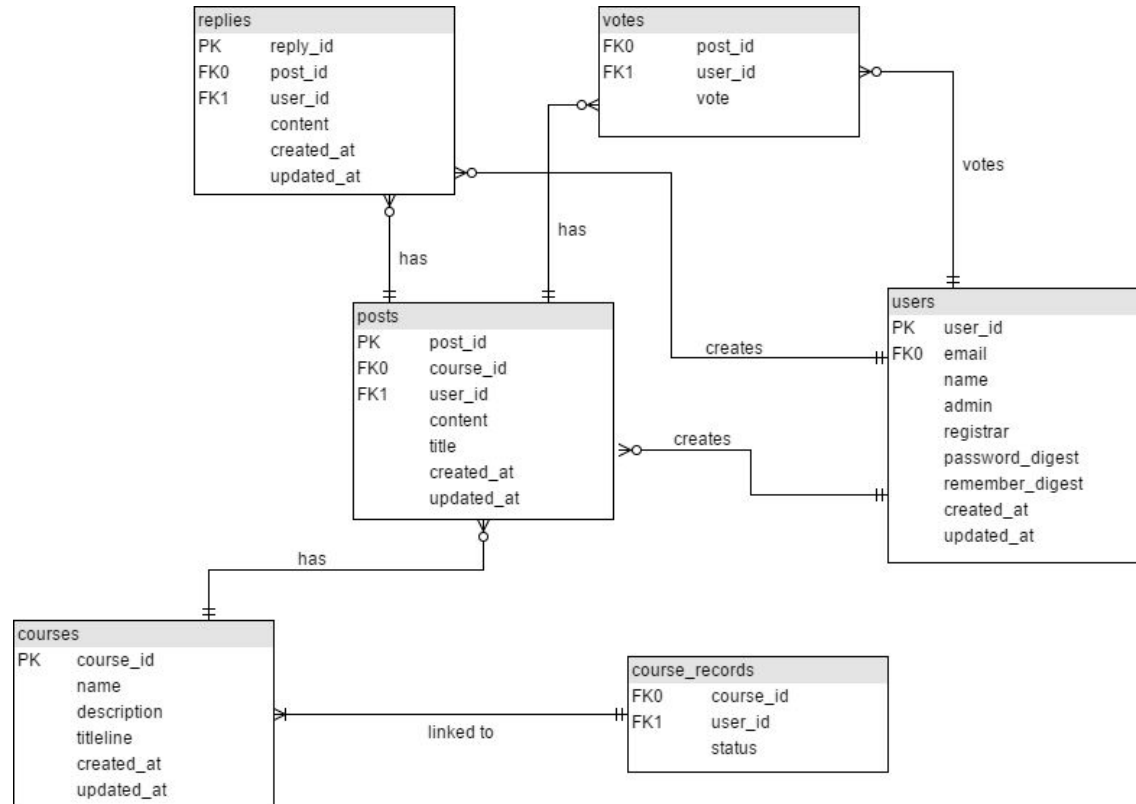 replies
PK reply_id
FK0 post_id
FK1 user_id
content
created_at
updated_at
votes
FK0 post_id
FK1 user_id
vote
votes
has
has
creates
creates
posts
PK post_id
FK0 course_id
FK1 user_id
content
title
created_at
updated_at
users
PK user_id
FK0 email
name
admin
registrar
password_digest
remember_digest
created_at
updated_at
has
courses
PK course_id
name
description
titleline
created_at
updated_at
linked to
course_records
FK0 course_id
FK1 user_id
status